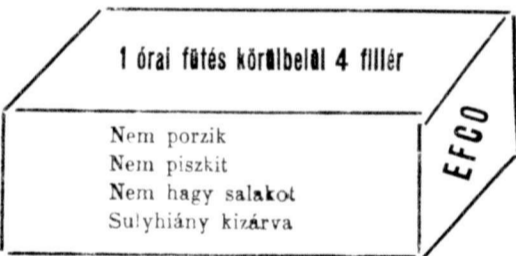 1 órai fütés körülbelül 4 fillér
Nem porzik
Nem piszkit
Nem hagy salakot
Sulyhiány kizárva
EFCO